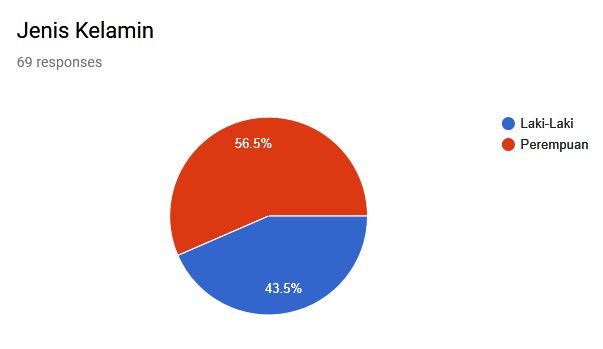 Jenis Kelamin
69 responses
56.5%
43.5%
Laki-Laki
Perempuan